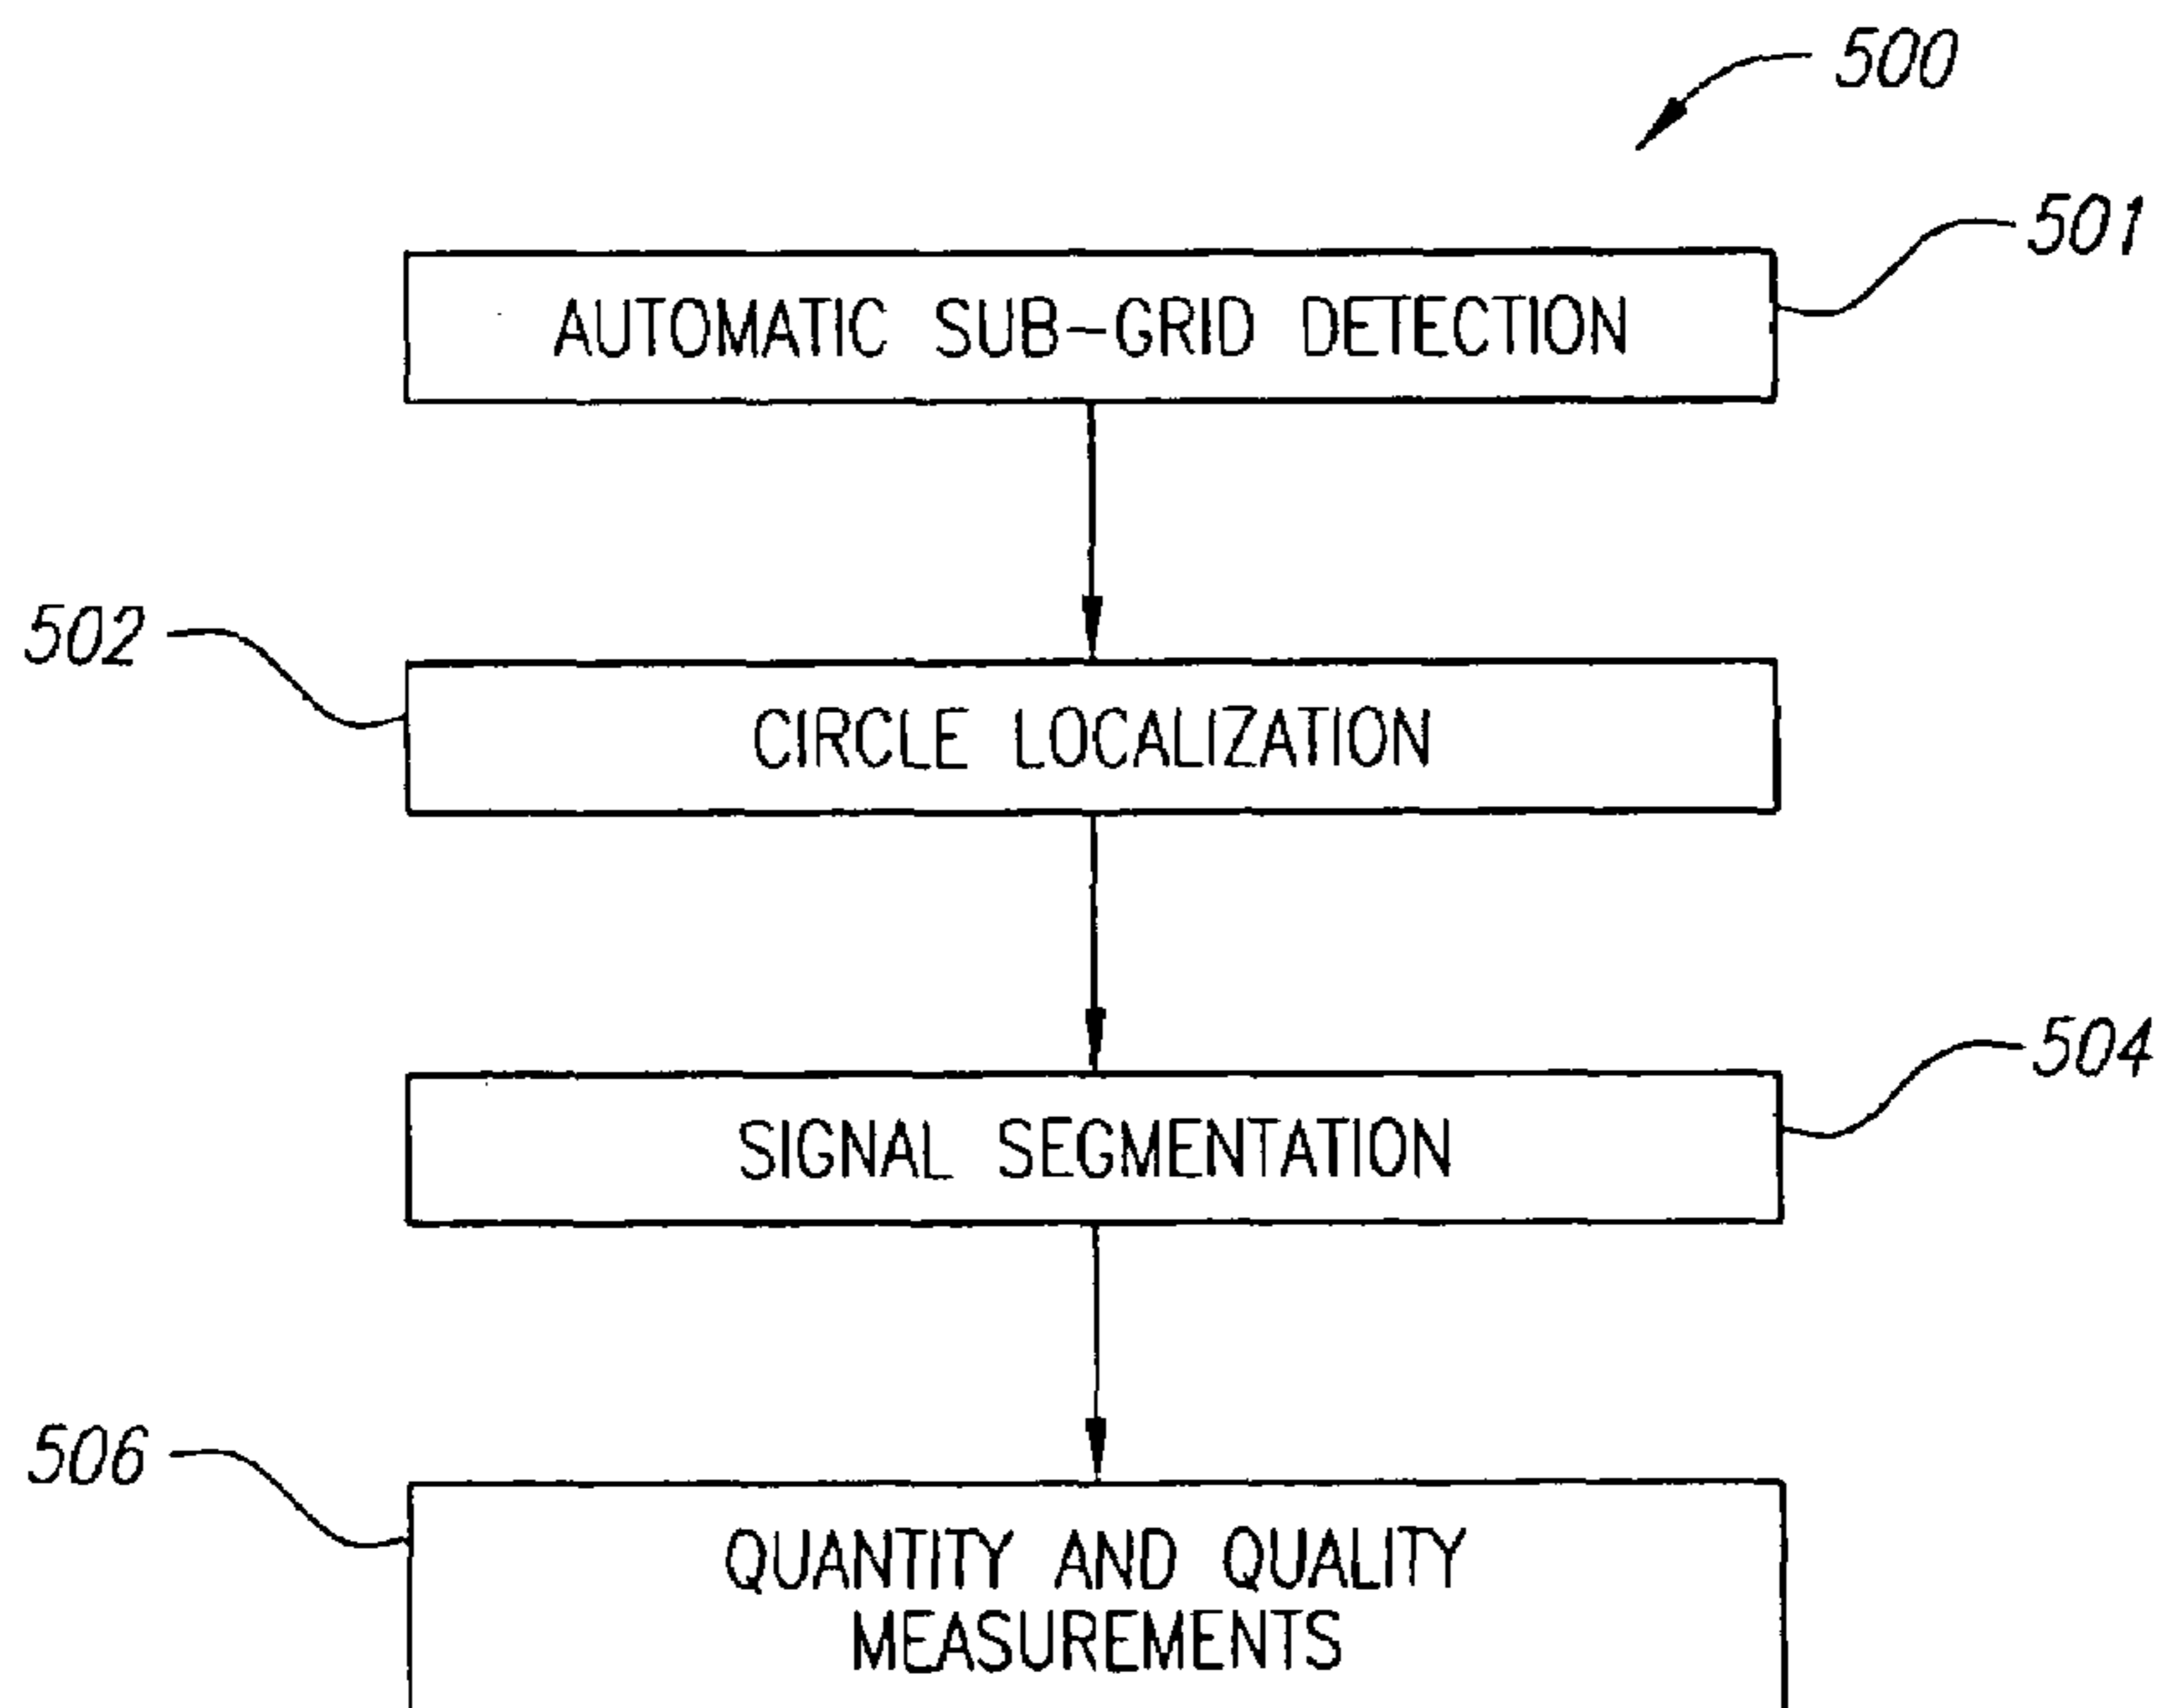 500
501
AUTOMATIC SUB-GRID DETECTION
502
CIRCLE LOCALIZATION
504
SIGNAL SEGMENTATION
506
QUANTITY AND QUALITY
MEASUREMENTS